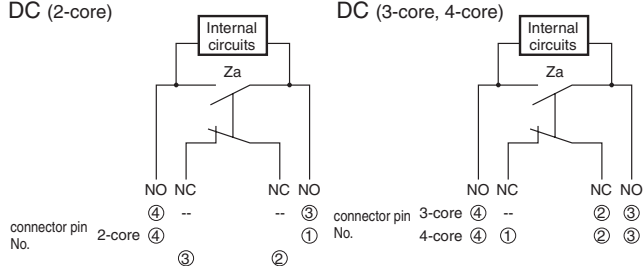 DC (2-core)
DC (3-core, 4-core)
Internal
circuits
Internal
circuits
Za
Za
NO NC NC NO
NO NC NC NO
④ -- -- ③
connector pin
No.
2-core ④ ①
③ ②
connector pin
No.
3-core ④ -- ② ③
4-core ④ ① ② ③